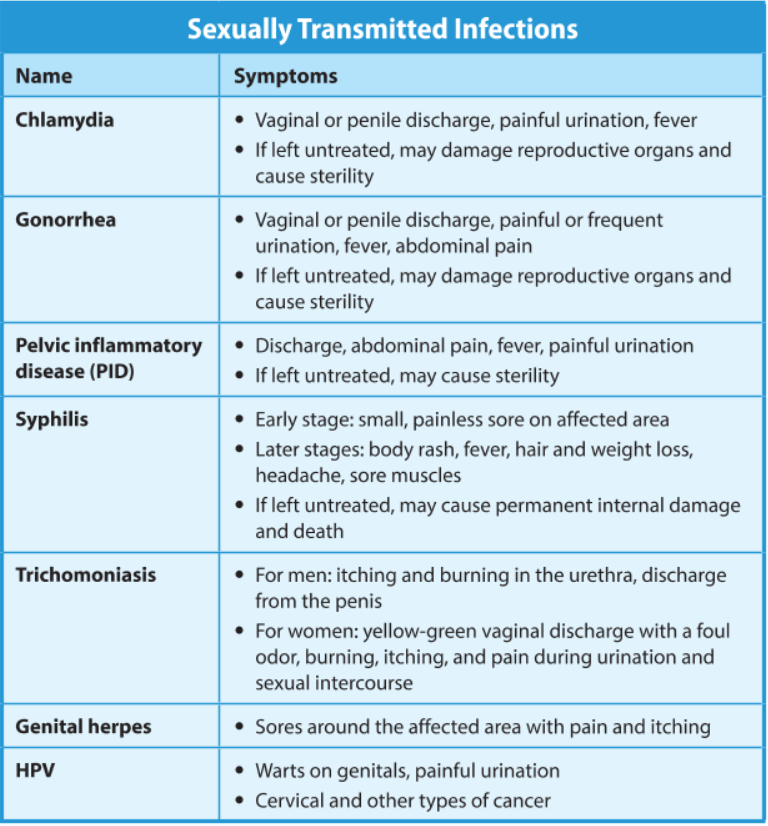 Sexually Transmitted Infections
Name
Symptoms
Chlamydia
• Vaginal or penile discharge, painful urination, fever
• If left untreated, may damage reproductive organs and
cause sterility
Gonorrhea
• Vaginal or penile discharge, painful or frequent
urination, fever, abdominal pain
• If left untreated, may damage reproductive organs and
cause sterility
Pelvic inflammatory
disease (PID)
• Discharge, abdominal pain, fever, painful urination
• If left untreated, may cause sterility
Syphilis
• Early stage: small, painless sore on affected area
• Later stages: body rash, fever, hair and weight loss,
headache, sore muscles
• If left untreated, may cause permanent internal damage
and death
Trichomoniasis
• For men: itching and burning in the urethra, discharge
from the penis
• For women: yellow-green vaginal discharge with a foul
odor, burning, itching, and pain during urination and
sexual intercourse
Genital herpes
• Sores around the affected area with pain and itching
HPV
• Warts on genitals, painful urination
• Cervical and other types of cancer